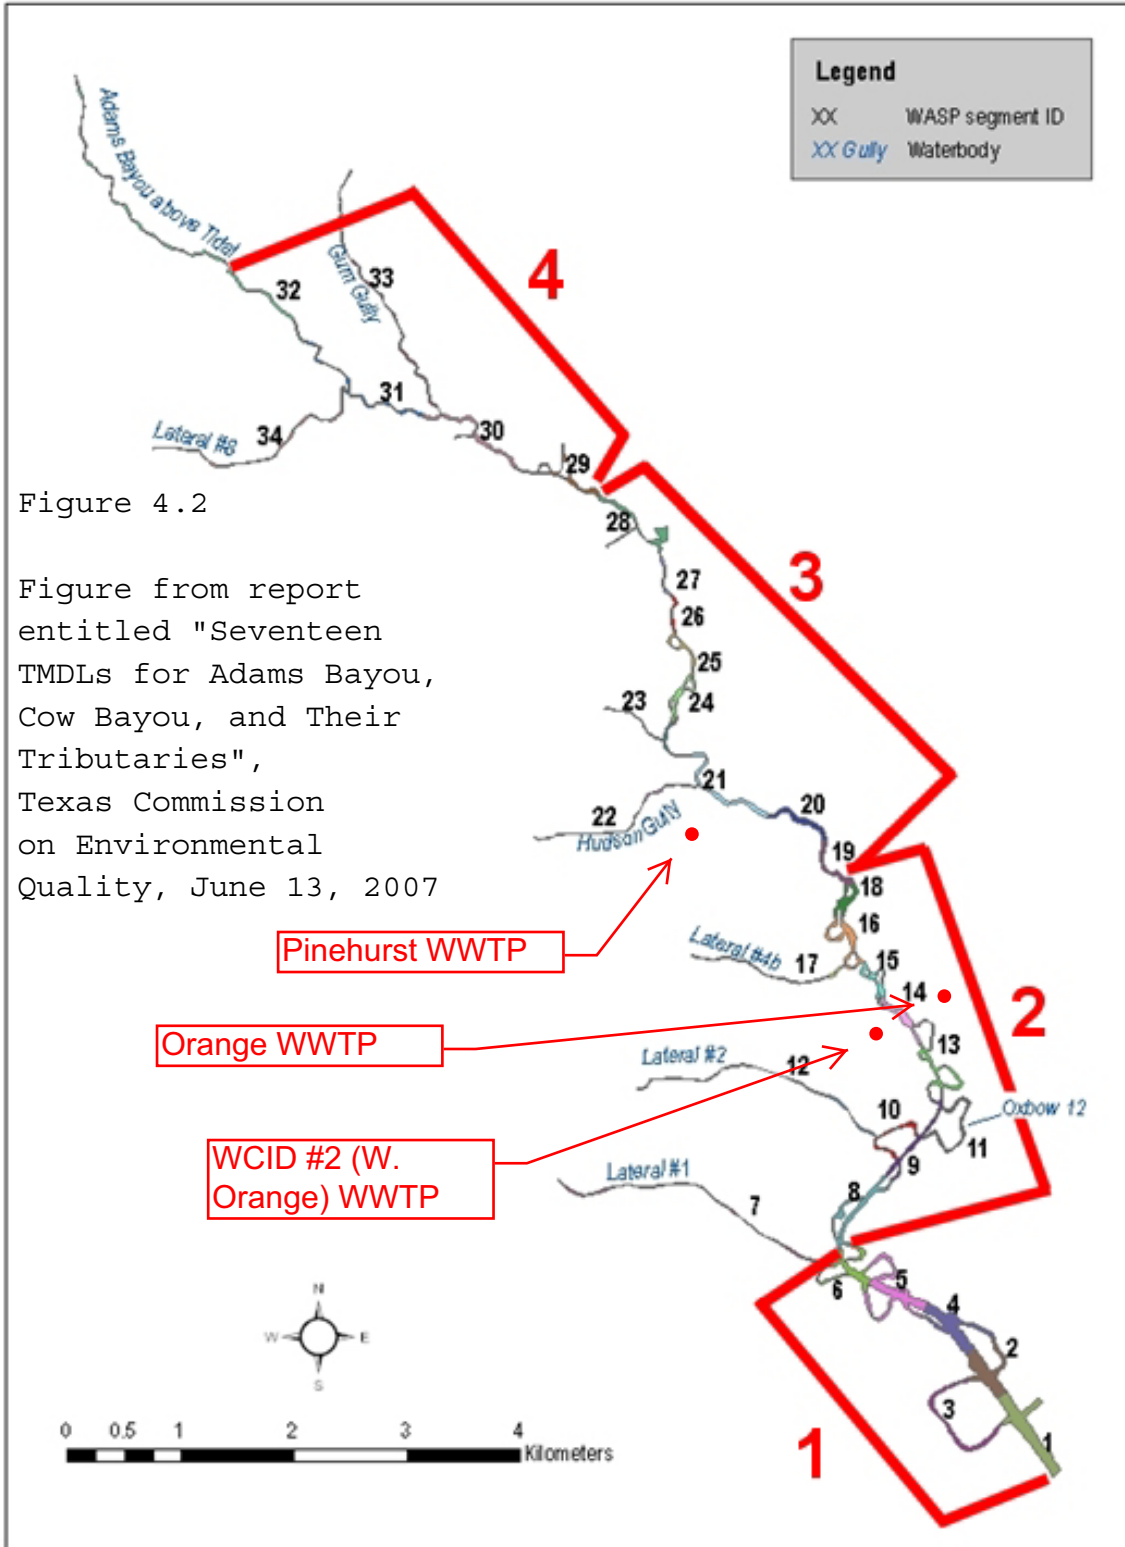 Legend
XX WASP segment ID
XX Gully Waterbody
Adams Bayou above Tidal
4
33
Gum Gully
32
31
30
Lateral #8
34
29
28
3
27
26
25
24
23
21
20
22
Hudson Gully
19
18
16
Lateral #4b
17
15
14
2
13
Lateral #2
12
10
Oxbow 12
11
9
Lateral #1
8
7
6
5
4
2
3
1
1
Figure 4.2
Figure from report
entitled "Seventeen
TMDLs for Adams Bayou,
Cow Bayou, and Their
Tributaries",
Texas Commission
on Environmental
Quality, June 13, 2007
Pinehurst WWTP
Orange WWTP
WCID #2 (W.
Orange) WWTP
N
W E
S
0 0.5 1 2 3 4
Kilometers